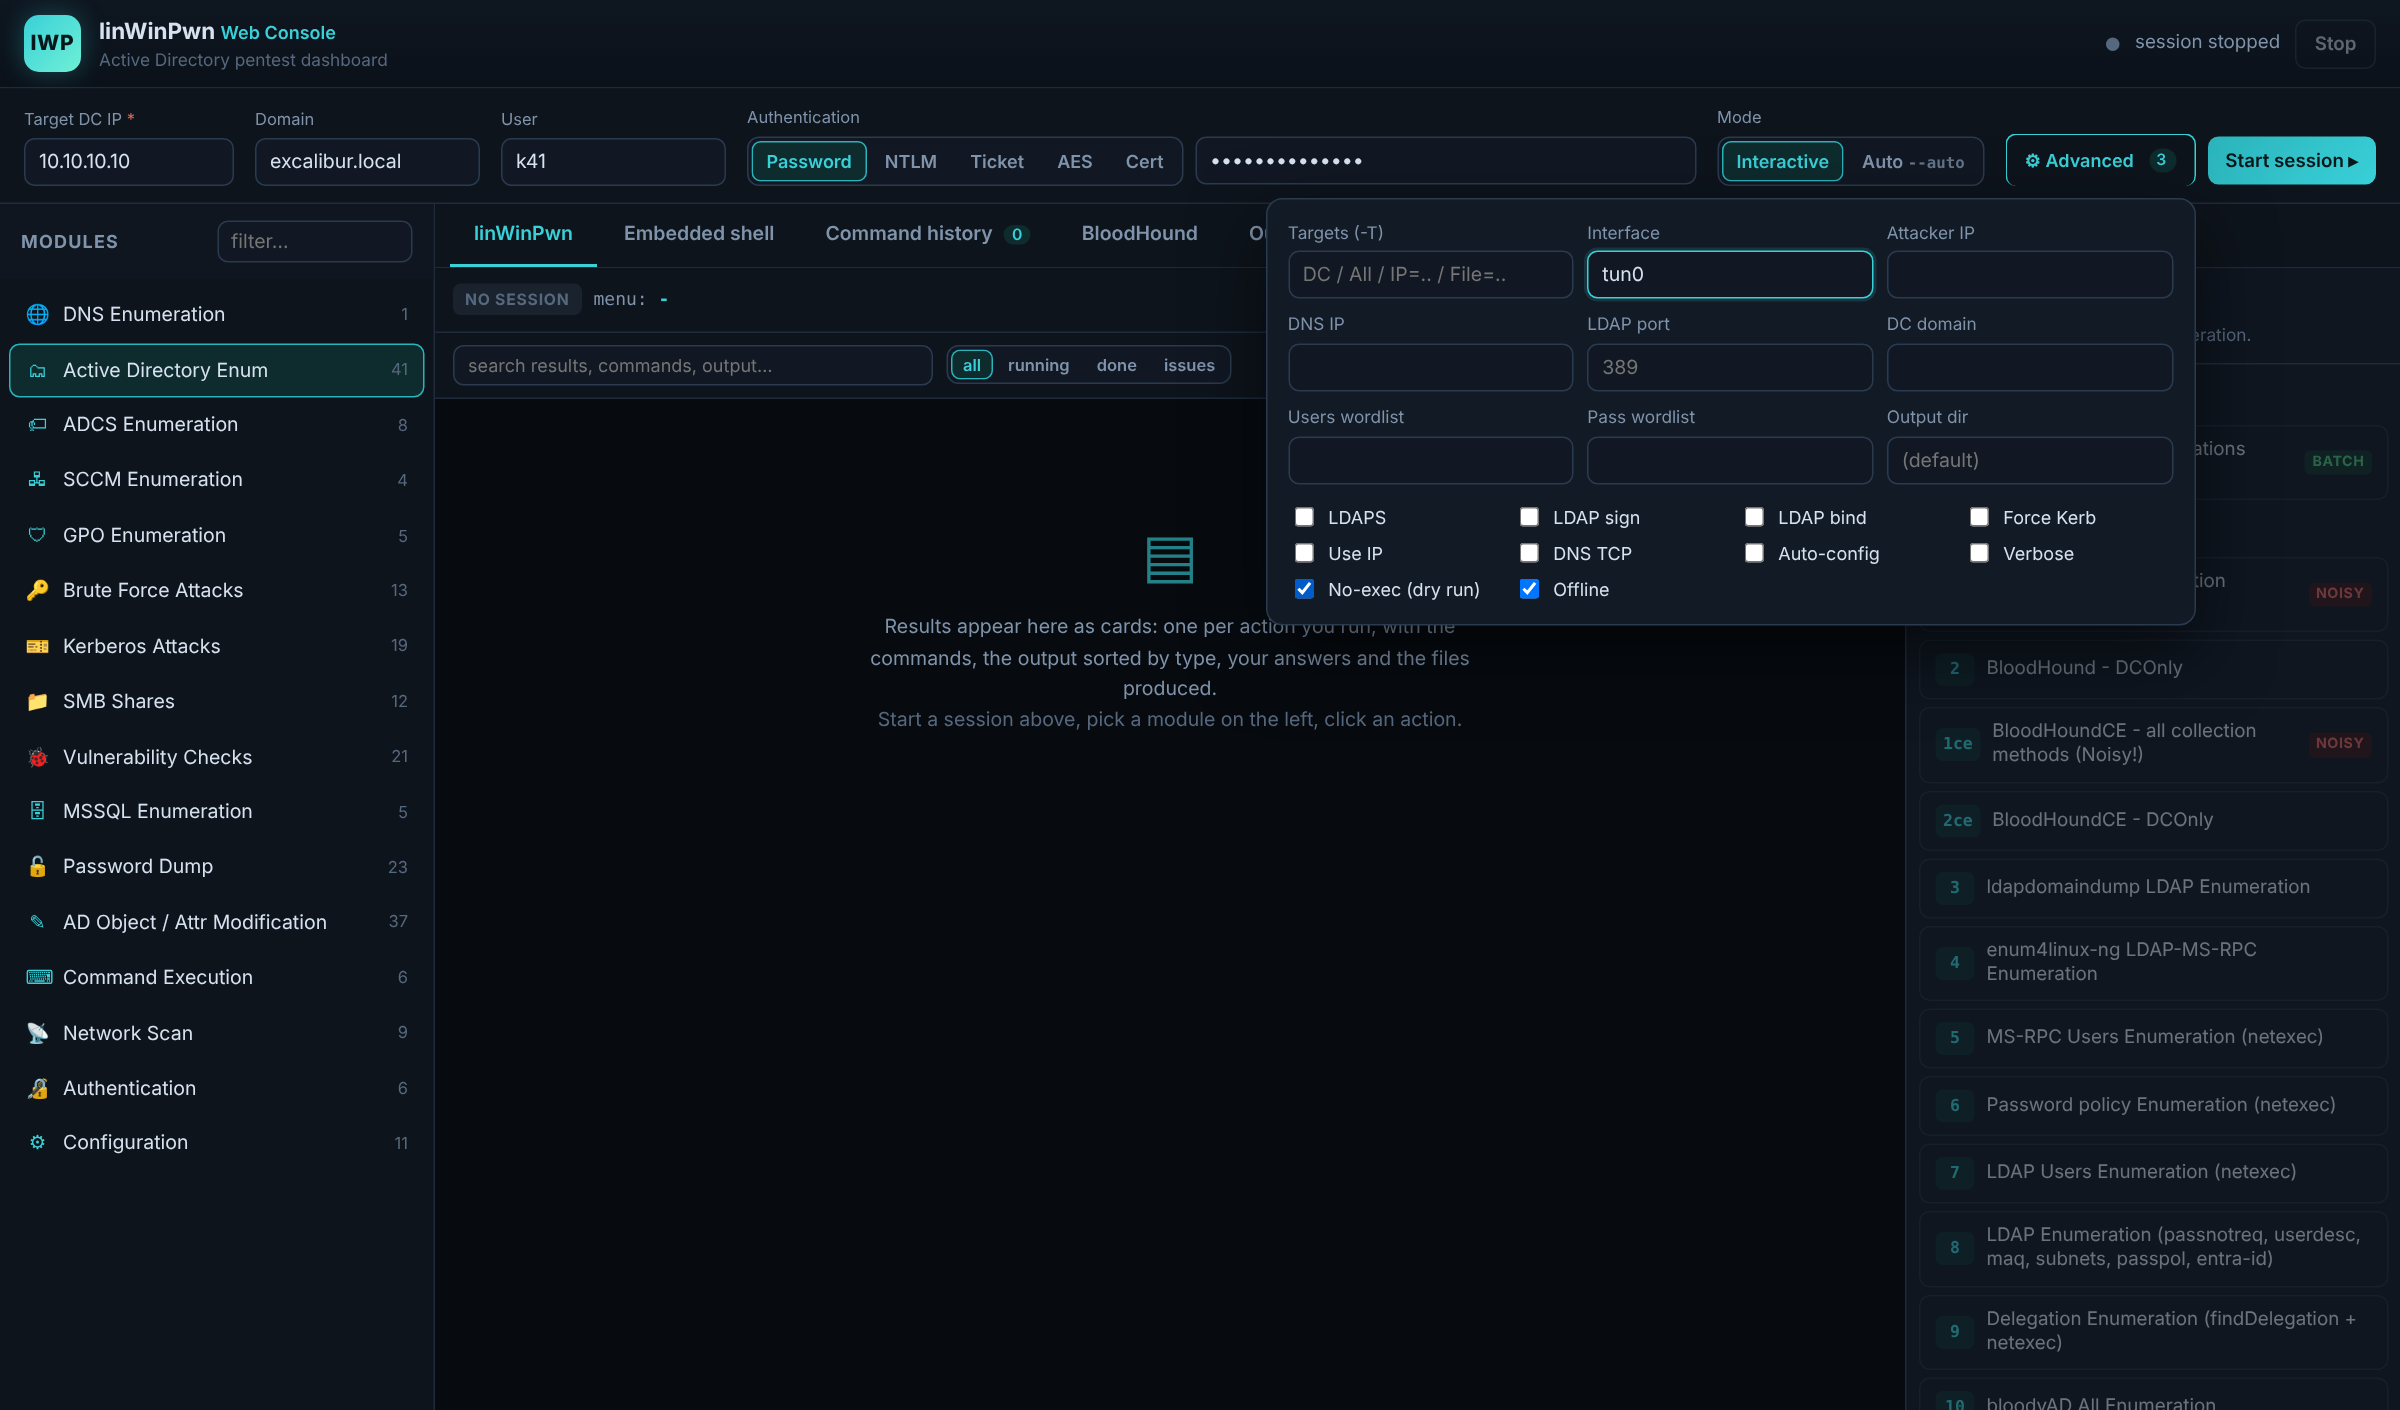 lWP
linWinPwn Web Console
Active Directory pentest dashboard
session stopped
Stop
Target DC IP *
Domain
User
Authentication
Mode
10.10.10.10
excalibur.local
k41
Password NTLM Ticket AES Cert
••••••••••••••
Interactive Auto --auto
⚙ Advanced 3
Start session ▸
MODULES
filter...
DNS Enumeration 1
Active Directory Enum 41
ADCS Enumeration 8
SCCM Enumeration 4
GPO Enumeration 5
Brute Force Attacks 13
Kerberos Attacks 19
SMB Shares 12
Vulnerability Checks 21
MSSQL Enumeration 5
Password Dump 23
AD Object / Attr Modification 37
Command Execution 6
Network Scan 9
Authentication 6
Configuration 11
linWinPwn
Embedded shell
Command history 0
BloodHound
NO SESSION menu: -
search results, commands, output...
all running done issues
Results appear here as cards: one per action you run, with the
commands, the output sorted by type, your answers and the files
produced.
Start a session above, pick a module on the left, click an action.
Targets (-T)
Interface
Attacker IP
DC / All / IP=.. / File=..
tun0
DNS IP
LDAP port
DC domain
389
Users wordlist
Pass wordlist
Output dir
(default)
LDAPS
LDAP sign
LDAP bind
Force Kerb
Use IP
DNS TCP
Auto-config
Verbose
No-exec (dry run)
Offline
BATCH
NOISY
2 BloodHound - DCOnly
1ce BloodHoundCE - all collection
methods (Noisy!)
NOISY
2ce BloodHoundCE - DCOnly
3 ldapdomaindump LDAP Enumeration
4 enum4linux-ng LDAP-MS-RPC
Enumeration
5 MS-RPC Users Enumeration (netexec)
6 Password policy Enumeration (netexec)
7 LDAP Users Enumeration (netexec)
8 LDAP Enumeration (passnotreq, userdesc,
maq, subnets, passpol, entra-id)
9 Delegation Enumeration (findDelegation +
netexec)
10 bloodyAD All Enumeration